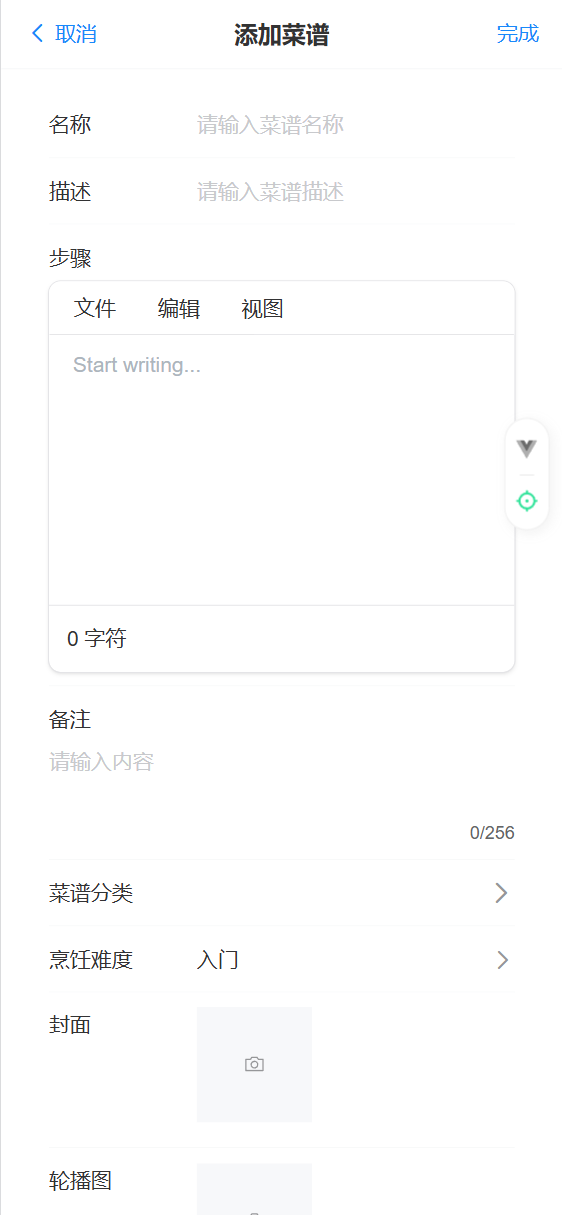 取消
添加菜谱
完成
名称 请输入菜谱名称
描述 请输入菜谱描述
步骤
文件 编辑 视图
Start writing...
0 字符
备注
请输入内容
0/256
菜谱分类
烹饪难度 入门
封面
轮播图